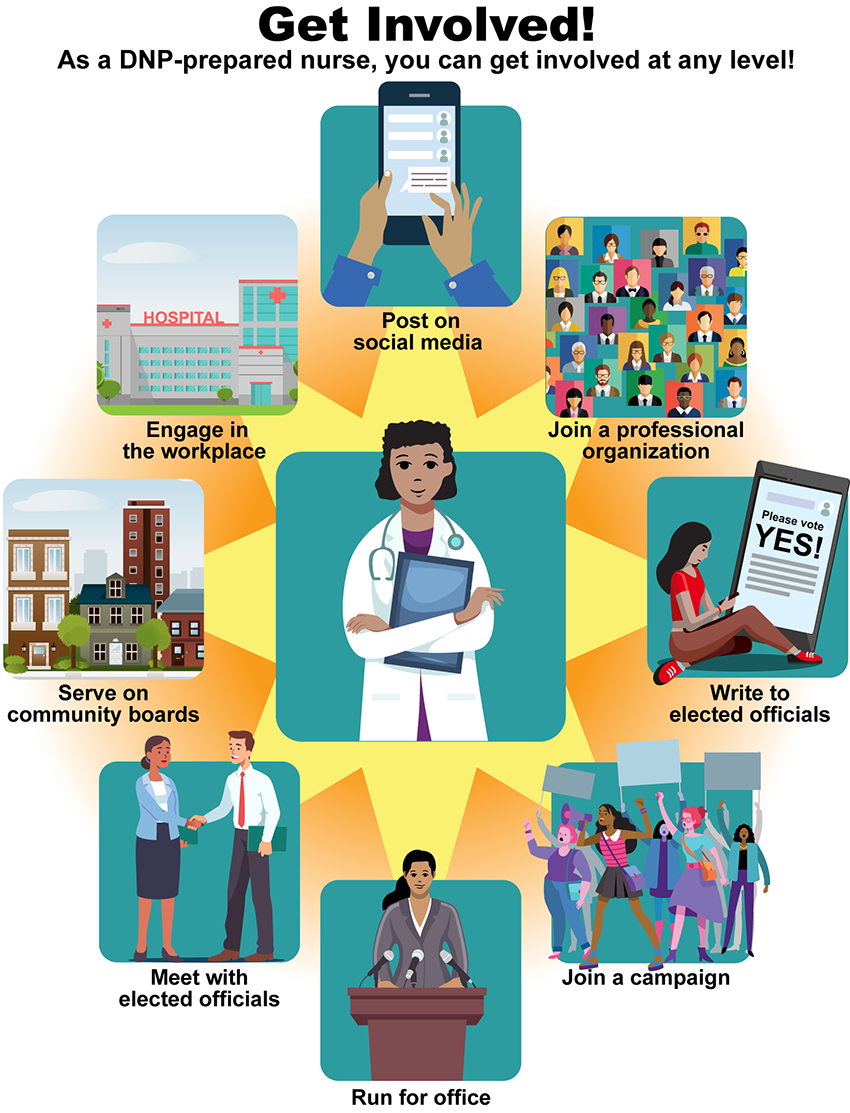 Get Involved!
As a DNP-prepared nurse, you can get involved at any level!
Post on
social media
HOSPITAL
Engage in
the workplace
Join a professional
organization
Please vote
YES!
Serve on
community boards
Write to
elected officials
Meet with
elected officials
Join a campaign
Run for office